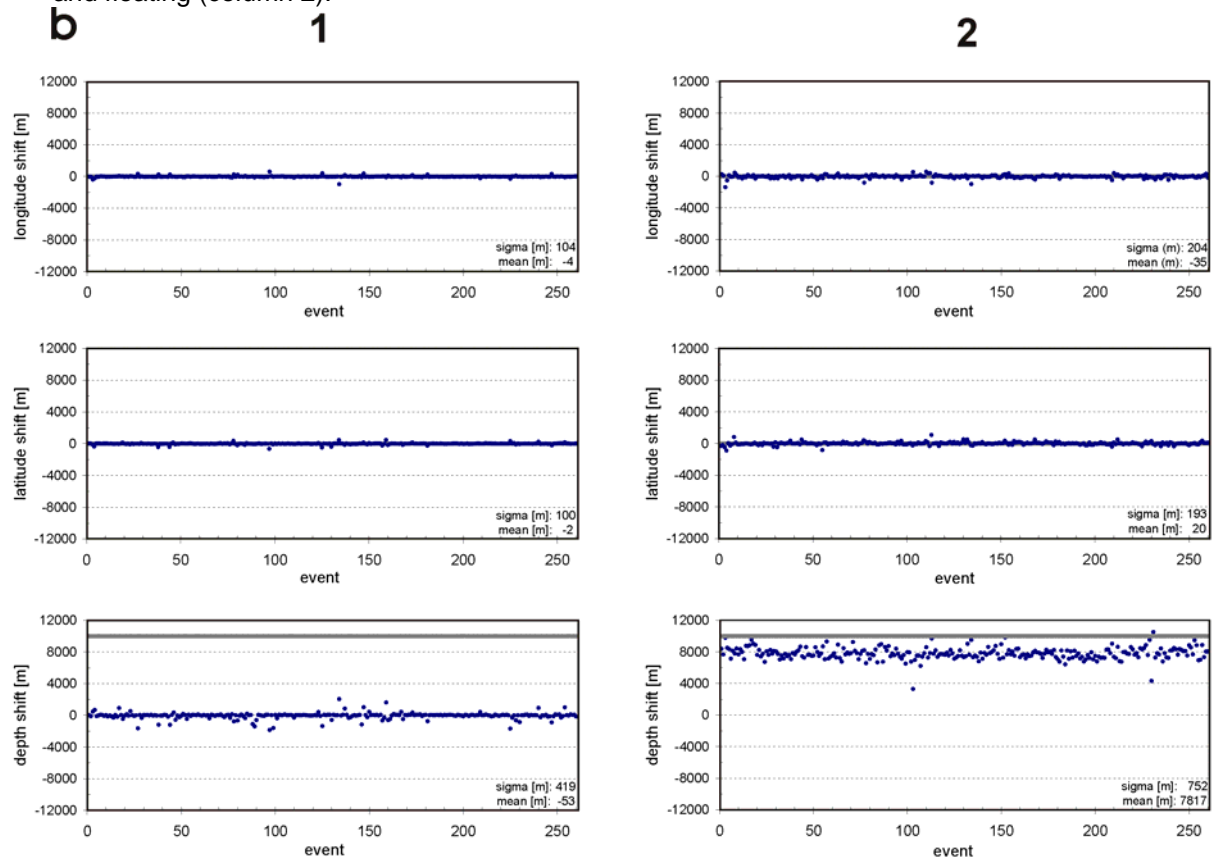 and floating (column 2).
b
1
2
12000
8000
4000
0
-4000
-8000
-12000
longitude shift [m]
sigma [m]: 104
mean [m]: -4
0 50 100 150 200 250
event
12000
8000
4000
0
-4000
-8000
-12000
longitude shift [m]
sigma (m): 204
mean (m): -35
0 50 100 150 200 250
event
12000
8000
4000
0
-4000
-8000
-12000
latitude shift [m]
sigma [m]: 100
mean [m]: -2
0 50 100 150 200 250
event
12000
8000
4000
0
-4000
-8000
-12000
latitude shift [m]
sigma [m]: 193
mean [m]: 20
0 50 100 150 200 250
event
12000
8000
4000
0
-4000
-8000
-12000
depth shift [m]
sigma [m]: 419
mean [m]: -53
0 50 100 150 200 250
event
12000
8000
4000
0
-4000
-8000
-12000
depth shift [m]
sigma [m]: 752
mean [m]: 7817
0 50 100 150 200 250
event